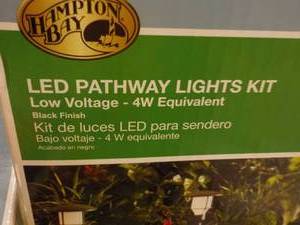 HAMPTON
BAY
LED PATHWAY LIGHTS KIT
Low Voltage - 4W Equivalent
Black Finish
Kit de luces LED para sendero
Bajo voltaje - 4 W equivalente
Acabado en negro